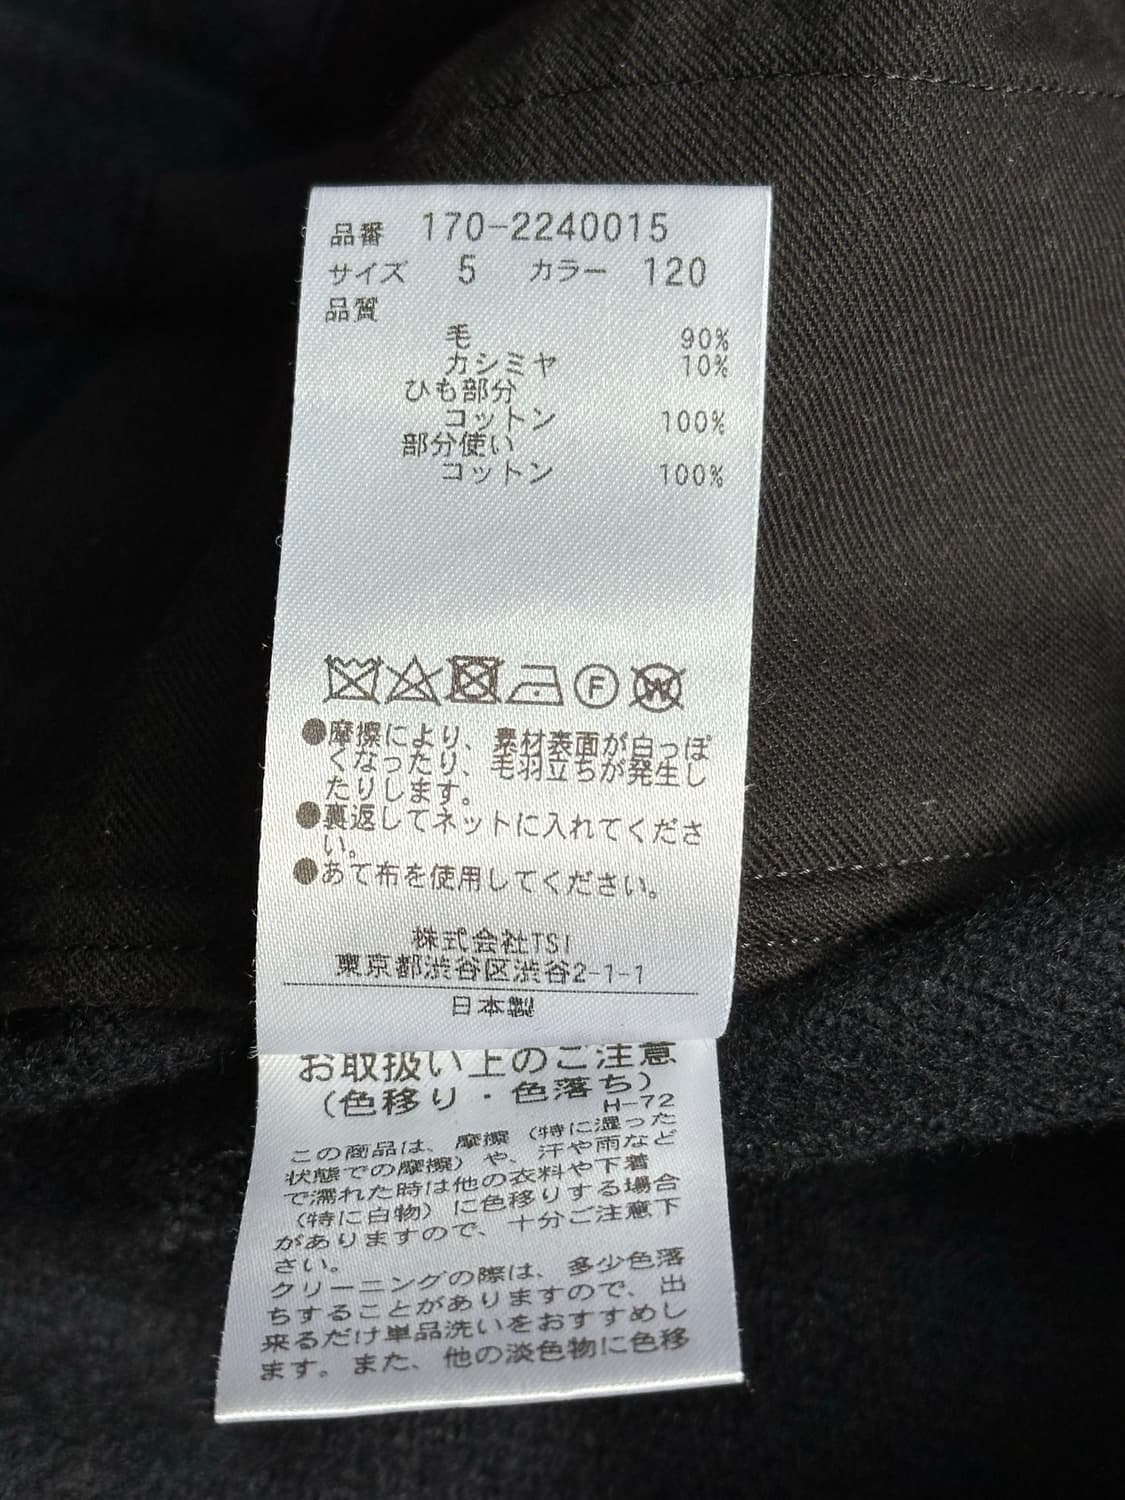 品番 170-2240015
サイズ 5 カラー 120
品質
毛 90%
カシミヤ 10%
ひも部分
コットン 100%
部分使い
コットン 100%
F W
●摩擦により、素材表面が白っぽ
くなったり、毛羽立ちが発生し
たりします。
●裏返してネットに入れてくださ
い。
●あて布を使用してください。
株式会社TSI
東京都渋谷区渋谷2-1-1
日本製
お取扱い上のご注意
(色移り・色落ち)
H-72
この商品は、摩擦(特に湿った
状態での摩擦)や、汗や雨など
で濡れた時は他の衣料や下着
(特に白物)に色移りする場合
がありますので、十分ご注意下
さい。
クリーニングの際は、多少色落
ちすることがありますので、出
来るだけ単品洗いをおすすめし
ます。また、他の淡色物に色移